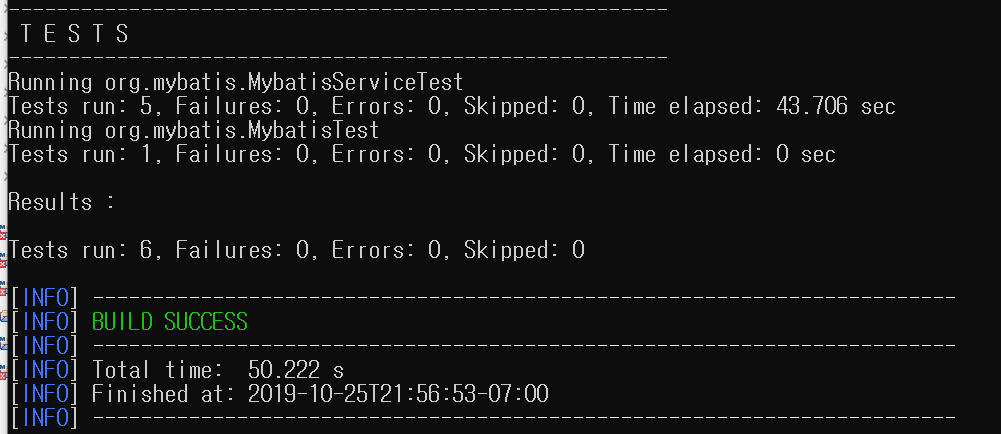 -------------------------------------------------------
 T E S T S
-------------------------------------------------------
Running org.mybatis.MybatisServiceTest
Tests run: 5, Failures: 0, Errors: 0, Skipped: 0, Time elapsed: 43.706 sec
Running org.mybatis.MybatisTest
Tests run: 1, Failures: 0, Errors: 0, Skipped: 0, Time elapsed: 0 sec

Results :

Tests run: 6, Failures: 0, Errors: 0, Skipped: 0

[INFO] ------------------------------------------------------------------------
[INFO] BUILD SUCCESS
[INFO] ------------------------------------------------------------------------
[INFO] Total time:  50.222 s
[INFO] Finished at: 2019-10-25T21:56:53-07:00
[INFO] ------------------------------------------------------------------------